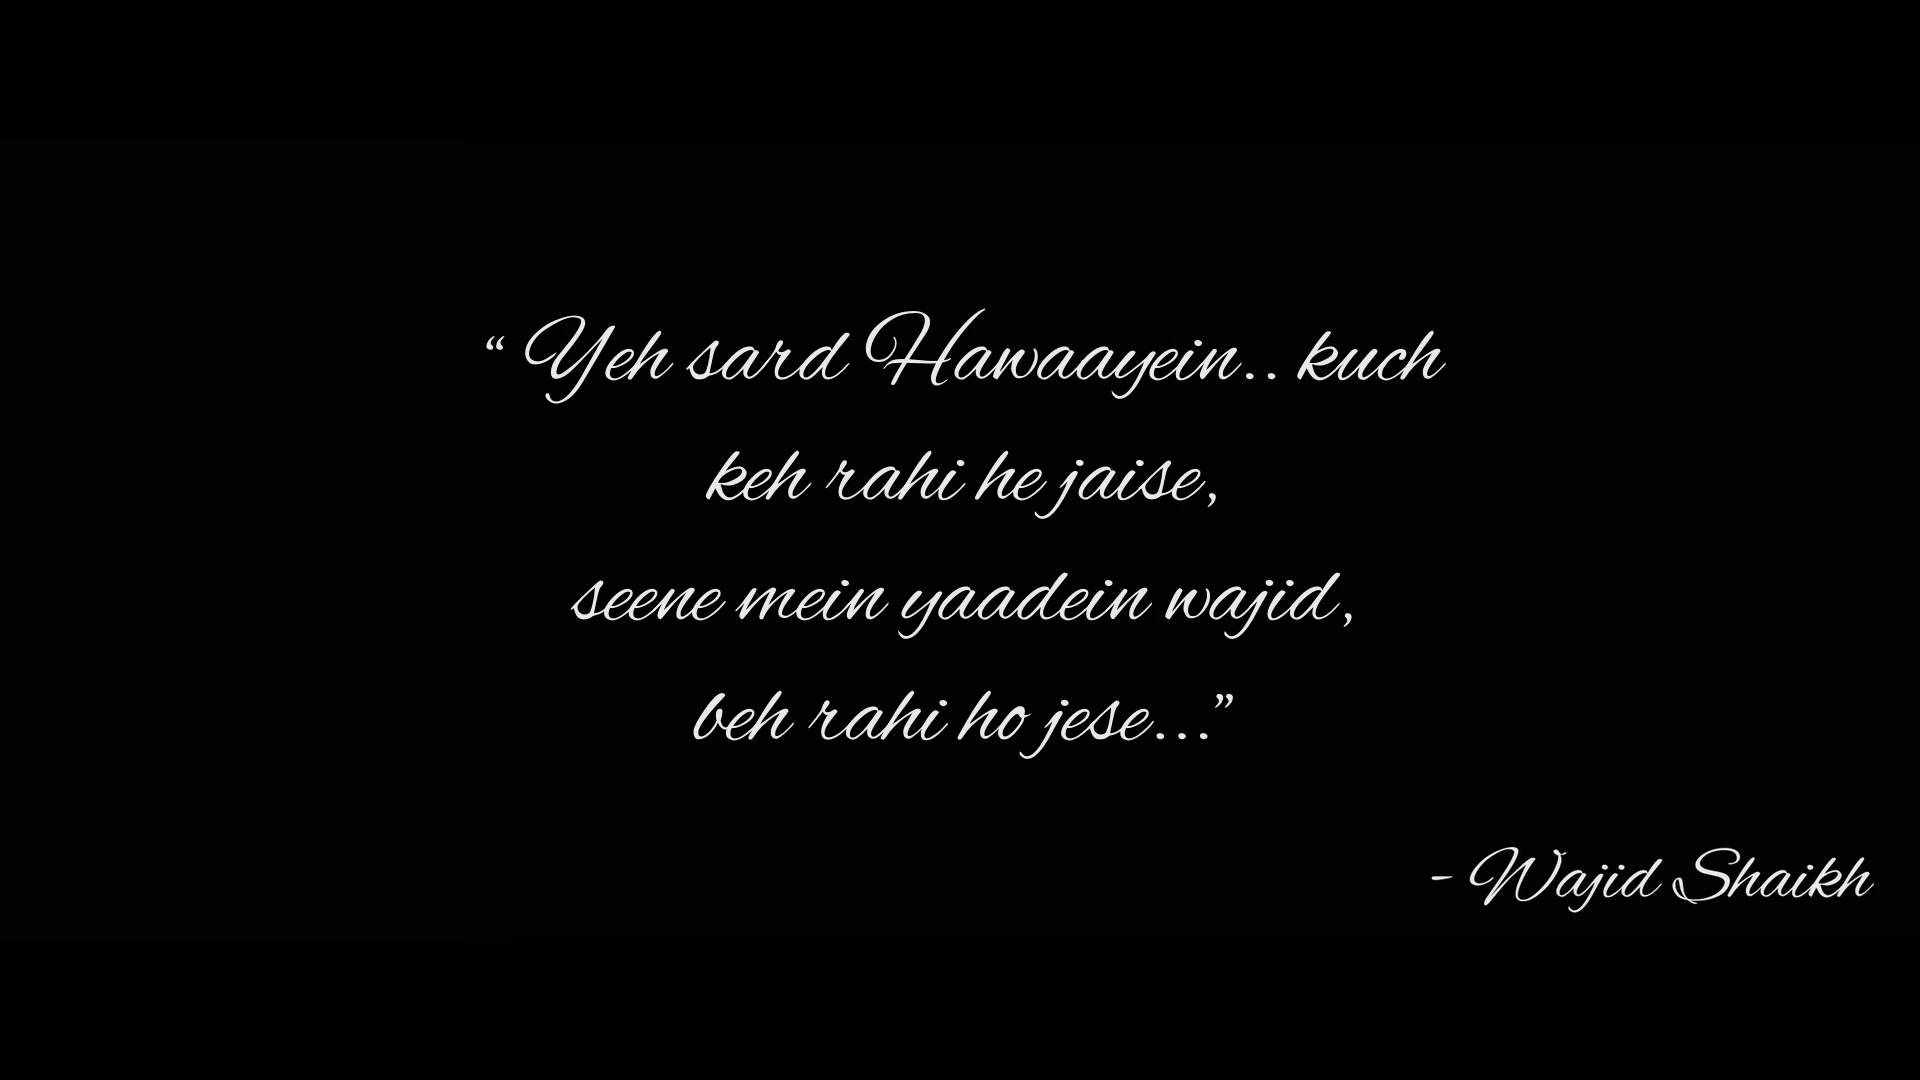 “ Yeh sard Hawaayein.. kuch
keh rahi he jaise,
seene mein yaadein wajid,
beh rahi ho jese...”
- Wajid Shaikh